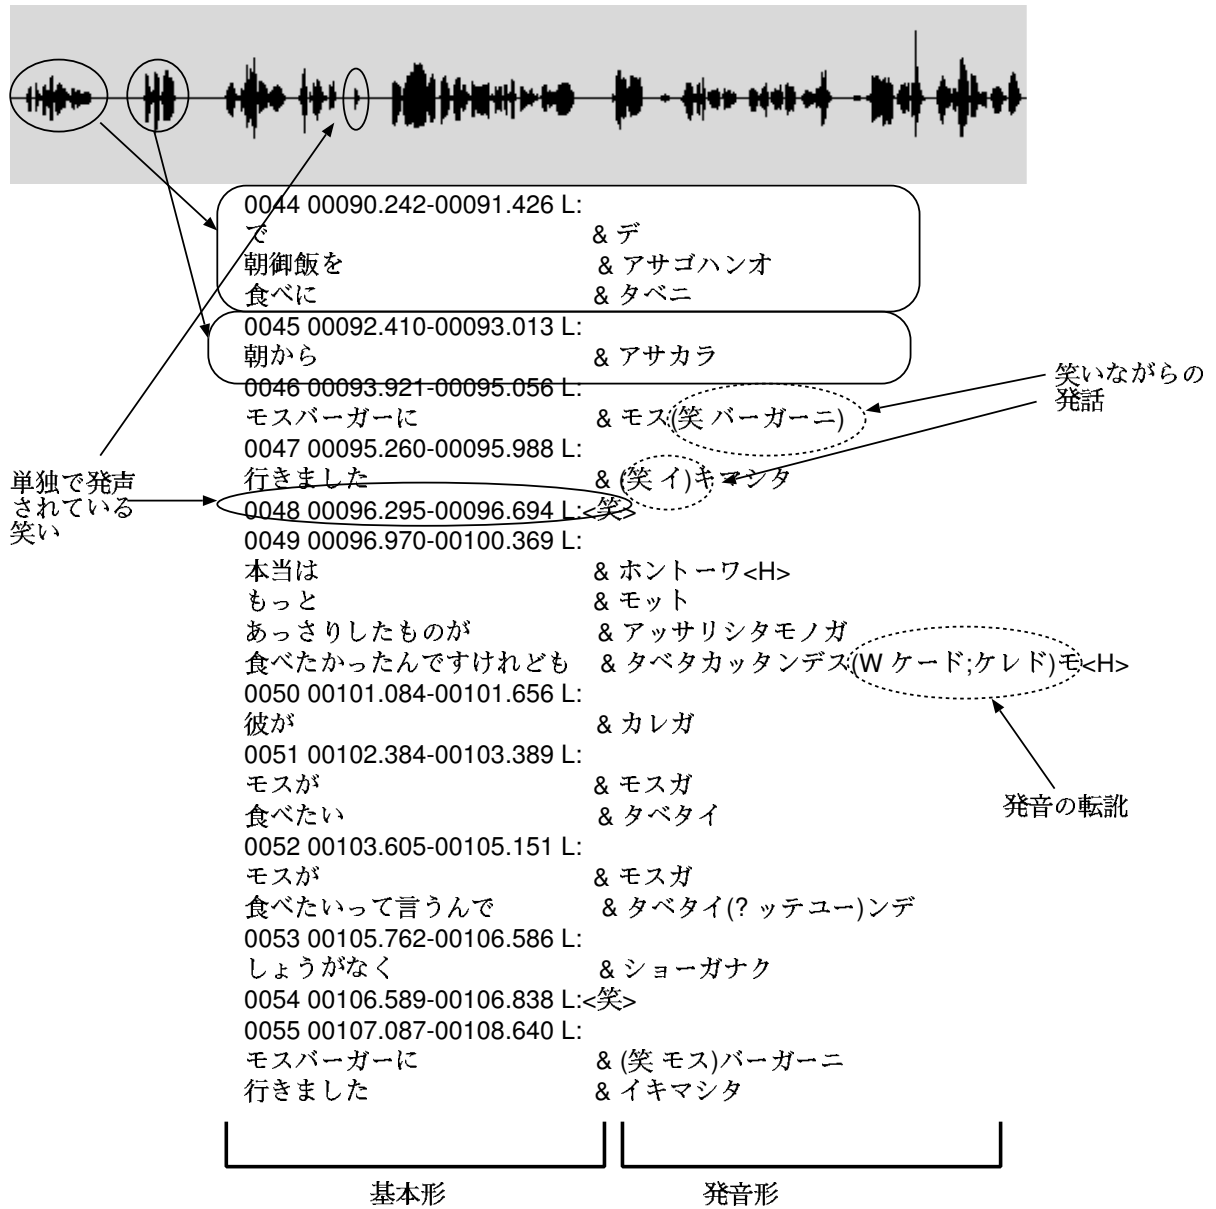 0044 00090.242-00091.426 L:
で & デ
朝御飯を & アサゴハンオ
食べに & タベニ
0045 00092.410-00093.013 L:
朝から & アサカラ
0046 00093.921-00095.056 L:
モスバーガーに & モス(笑 バーガーニ)
0047 00095.260-00095.988 L:
行きました & (笑 イ)キマシタ
0048 00096.295-00096.694 L:<笑>
0049 00096.970-00100.369 L:
本当は & ホントーワ<H>
もっと & モット
あっさりしたものが & アッサリシタモノガ
食べたかったんですけれども & タベタカッタンデス(W ケード;ケレド)モ<H>
0050 00101.084-00101.656 L:
彼が & カレガ
0051 00102.384-00103.389 L:
モスが & モスガ
食べたい & タベタイ
0052 00103.605-00105.151 L:
モスが & モスガ
食べたいって言うんで & タベタイ(? ッテユー)ンデ
0053 00105.762-00106.586 L:
しょうがなく & ショーガナク
0054 00106.589-00106.838 L:<笑>
0055 00107.087-00108.640 L:
モスバーガーに & (笑 モス)バーガーニ
行きました & イキマシタ
笑いながらの
発話
単独で発声
されている
笑い
発音の転訛
基本形
発音形